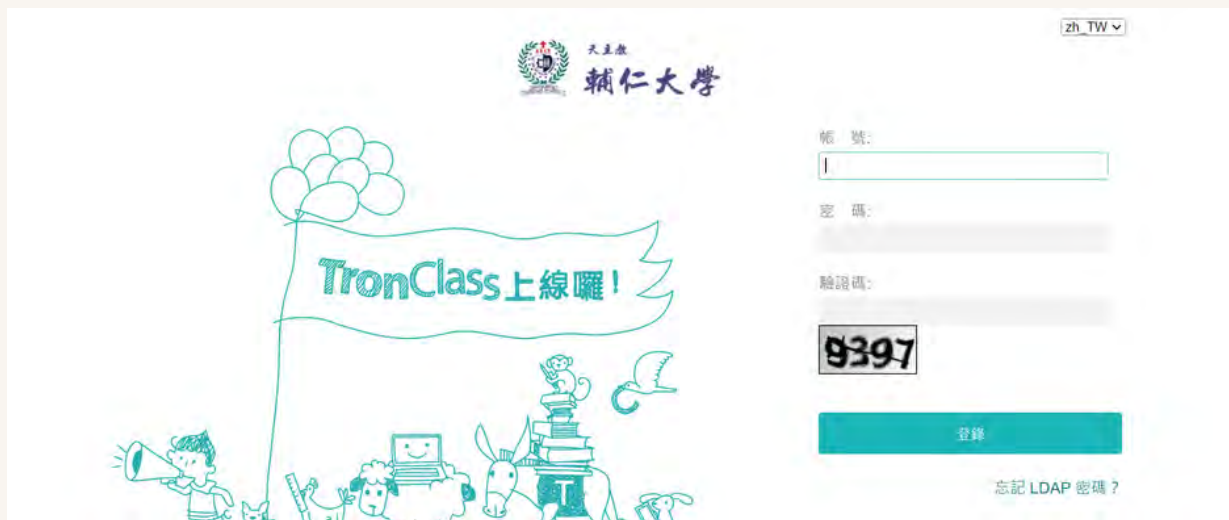 zh_TW
天主教
輔仁大學
帳 號:
密 碼:
TronClass上線囉!
驗證碼:
9397
登錄
T
忘記 LDAP 密碼？